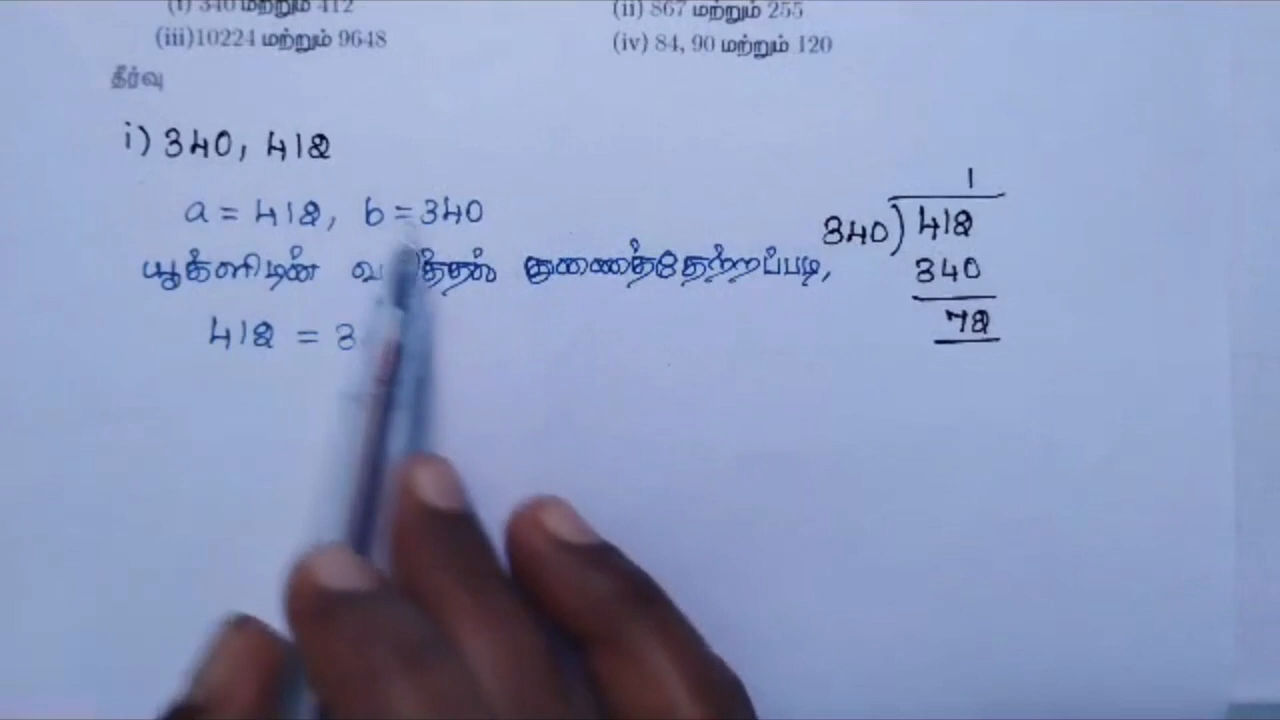 (i) 340 மற்றும் 412
(ii) 867 மற்றும் 255
(iii)10224 மற்றும் 9648
(iv) 84, 90 மற்றும் 120
தீர்வு
i) 340, 412
a = 412, b = 340
யூக்ளிடின் துணைத்தேற்றப்படி,
412 = 3
1
340) 412
340
72